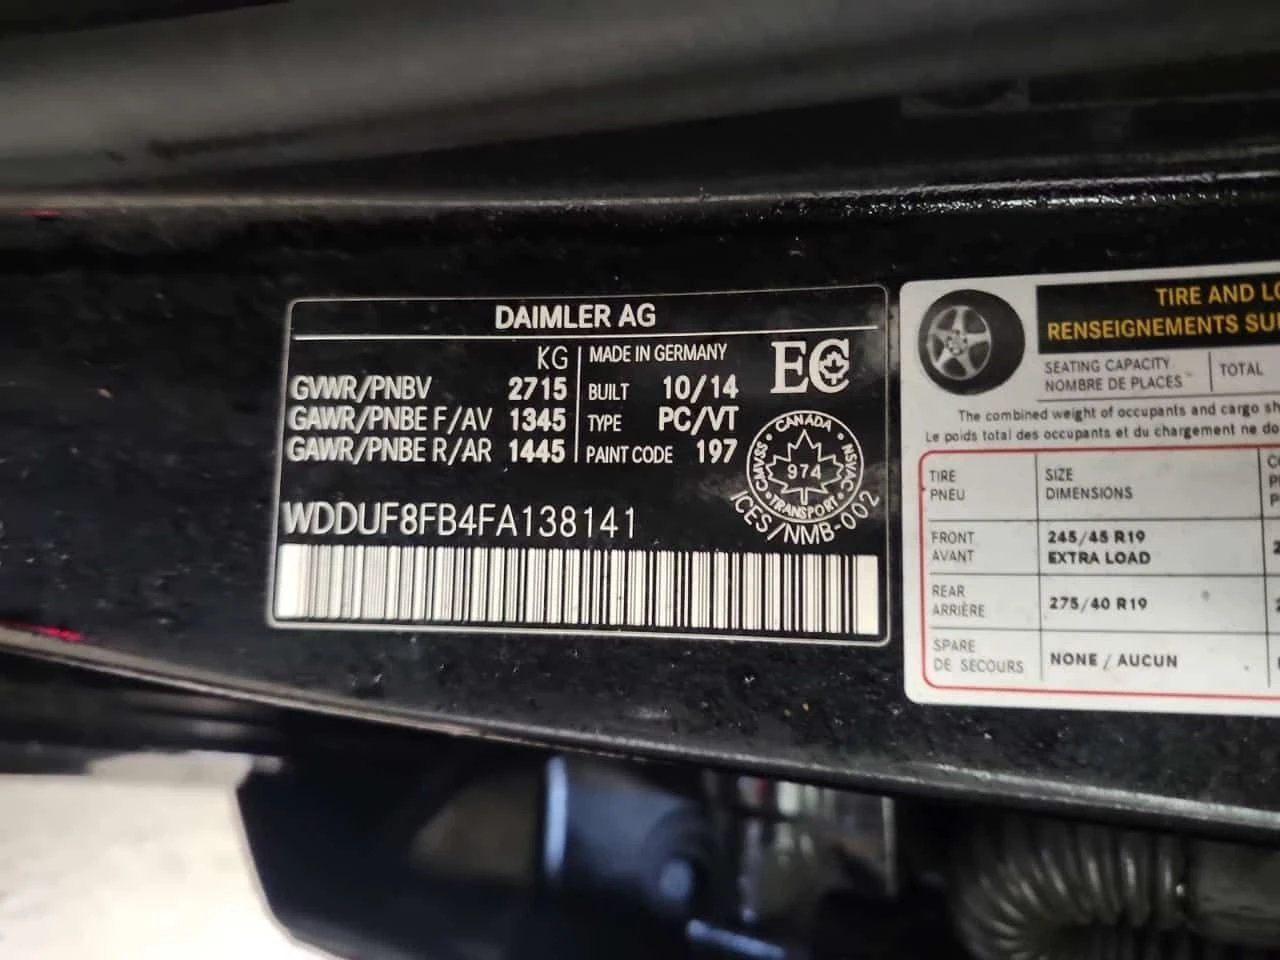 DAIMLER AG
KG
GVWR/PNBV 2715
GAWR/PNBE F/AV 1345
GAWR/PNBE R/AR 1445
MADE IN GERMANY
BUILT 10/14
TYPE PC/VT
PAINT CODE 197
EC
CANADA
CMVSS NSVAC
974
TRANSPORT
ICES/NMB-002
WDDUF8FB4FA138141
TIRE AND LO
RENSEIGNEMENTS SU
SEATING CAPACITY
NOMBRE DE PLACES
TOTAL
The combined weight of occupants and cargo sh
Le poids total des occupants et du chargement ne do
TIRE
PNEU
SIZE
DIMENSIONS
FRONT
AVANT
245/45 R19
EXTRA LOAD
REAR
ARRIÈRE
275/40 R19
SPARE
DE SECOURS
NONE / AUCUN